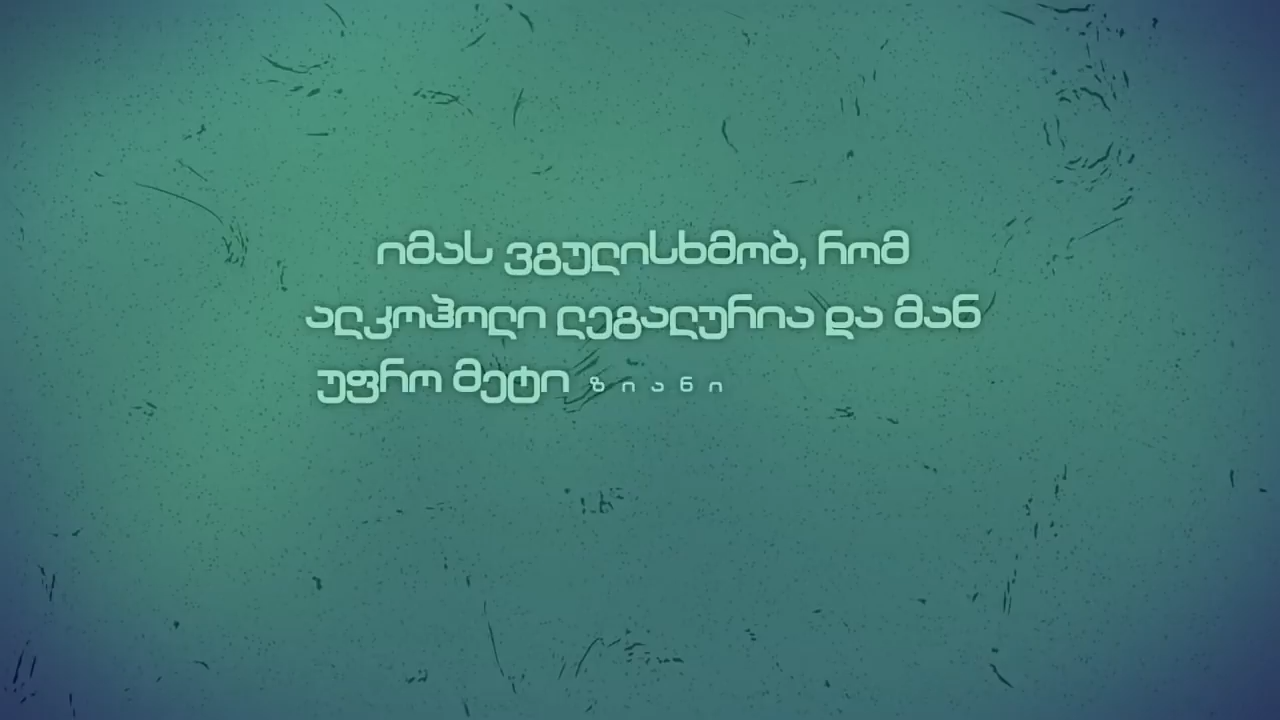 იმას ვგულისხმობ, რომ
ალკოჰოლი ლეგალურია და მან
უფრო მეტი ზიანი